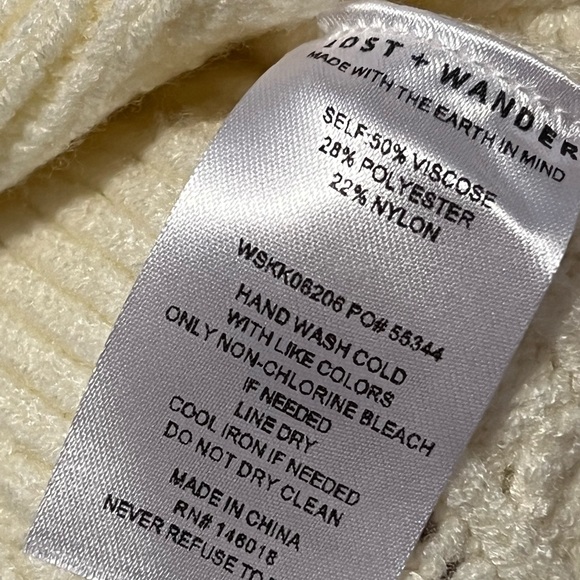 LOST + WANDER
MADE WITH THE EARTH IN MIND
SELF-50% VISCOSE
28% POLYESTER
22% NYLON
WSKK06206 PO# 55344
HAND WASH COLD
WITH LIKE COLORS
ONLY NON-CHLORINE BLEACH
IF NEEDED
LINE DRY
COOL IRON IF NEEDED
DO NOT DRY CLEAN
MADE IN CHINA
RN# 146018
NEVER REFUSE TO